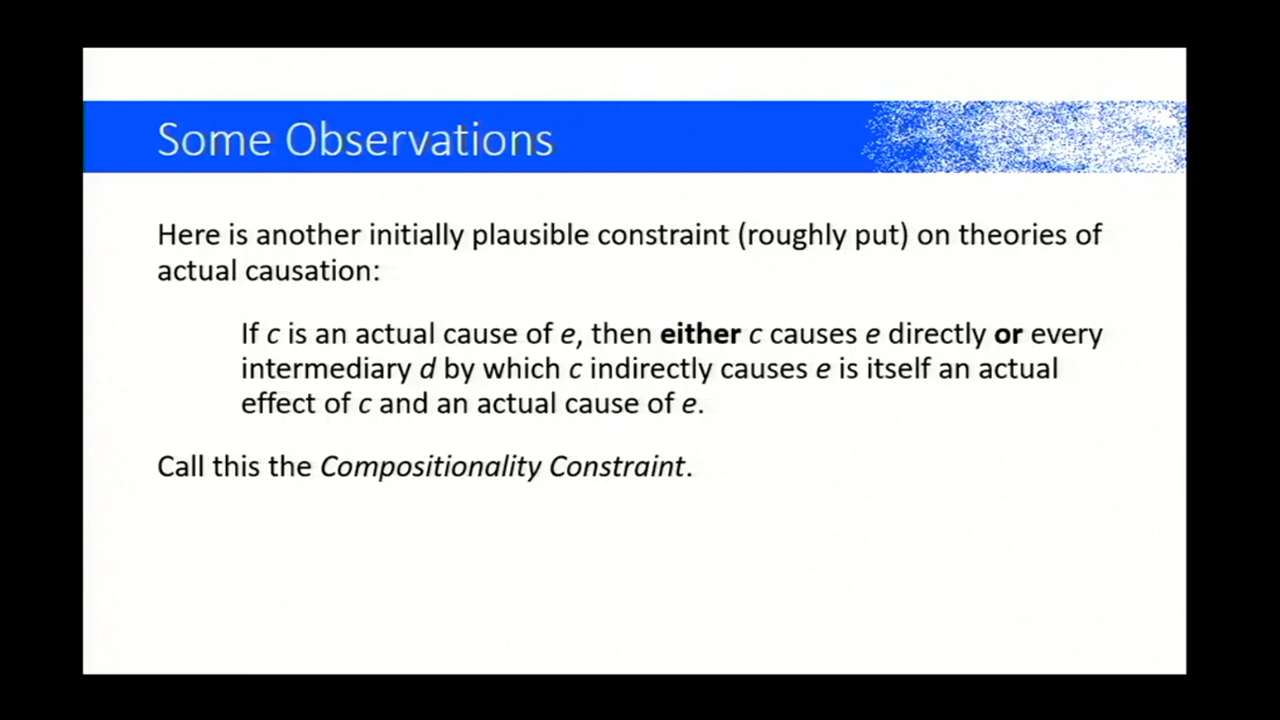 Some Observations
Here is another initially plausible constraint (roughly put) on theories of
actual causation:
If c is an actual cause of e, then either c causes e directly or every
intermediary d by which c indirectly causes e is itself an actual
effect of c and an actual cause of e.
Call this the Compositionality Constraint.